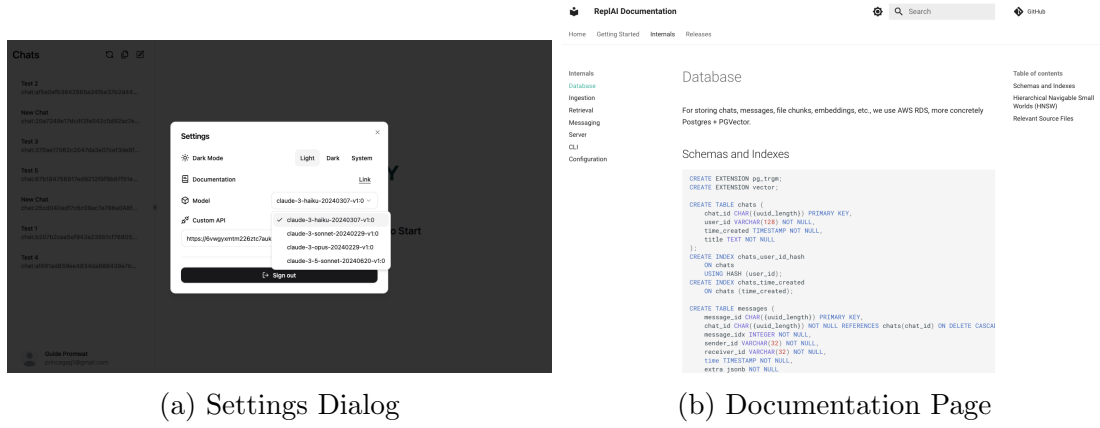 Chats
Test 2
New Chat
Test 3
Test 5
New Chat
Test 1
Test 4
Guido Promeet
Settings
Dark Mode
Light Dark System
Documentation
Link
Model
claude-3-haiku-20240307-v1:0
Custom API
claude-3-haiku-20240307-v1:0
claude-3-sonnet-20240229-v1:0
claude-3-opus-20240229-v1:0
claude-3-5-sonnet-20240620-v1:0
https://6vwgyxmtm226ztc7auk
Sign out
Y
o Start
(a) Settings Dialog
ReplAI Documentation
Search
GitHub
Home Getting Started Internals Releases
Internals
Database
Ingestion
Retrieval
Messaging
Server
CLI
Configuration
Database
For storing chats, messages, file chunks, embeddings, etc., we use AWS RDS, more concretely
Postgres + PGVector.
Schemas and Indexes
CREATE EXTENSION pg_trgm;
CREATE EXTENSION vector;
CREATE TABLE chats (
chat_id CHAR({uuid_length}) PRIMARY KEY,
user_id VARCHAR(128) NOT NULL,
time_created TIMESTAMP NOT NULL,
title TEXT NOT NULL
);
CREATE INDEX chats_user_id_hash
ON chats
USING HASH (user_id);
CREATE INDEX chats_time_created
ON chats (time_created);
CREATE TABLE messages (
message_id CHAR({uuid_length}) PRIMARY KEY,
chat_id CHAR({uuid_length}) NOT NULL REFERENCES chats(chat_id) ON DELETE CASCA
message_idx INTEGER NOT NULL,
sender_id VARCHAR(32) NOT NULL,
receiver_id VARCHAR(32) NOT NULL,
time TIMESTAMP NOT NULL,
extra jsonb NOT NULL
Table of contents
Schemas and Indexes
Hierarchical Navigable Small
Worlds (HNSW)
Relevant Source Files
(b) Documentation Page